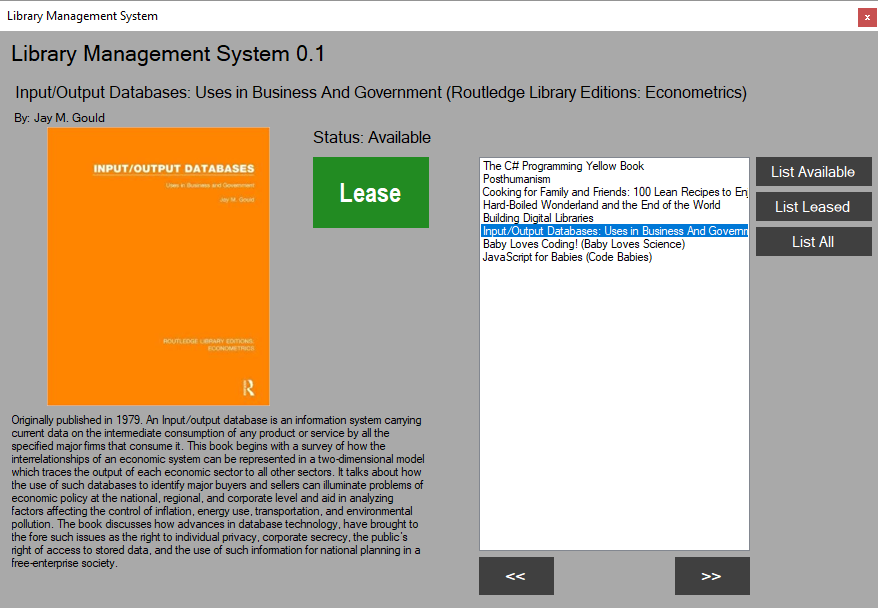 Library Management System
x
Library Management System 0.1
Input/Output Databases: Uses in Business And Government (Routledge Library Editions: Econometrics)
By: Jay M. Gould
INPUT/OUTPUT DATABASES
Uses in Business and Government
Jay M. Gould
ROUTLEDGE LIBRARY EDITIONS:
ECONOMETRICS
R
Originally published in 1979. An Input/output database is an information system carrying
current data on the intermediate consumption of any product or service by all the
specified major firms that consume it. This book begins with a survey of how the
interrelationships of an economic system can be represented in a two-dimensional model
which traces the output of each economic sector to all other sectors. It talks about how
the use of such databases to identify major buyers and sellers can illuminate problems of
economic policy at the national, regional, and corporate level and aid in analyzing
factors affecting the control of inflation, energy use, transportation, and environmental
pollution. The book discusses how advances in database technology, have brought to
the fore such issues as the right to individual privacy, corporate secrecy, the public's
right of access to stored data, and the use of such information for national planning in a
free-enterprise society.
Status: Available
Lease
The C# Programming Yellow Book
Posthumanism
Cooking for Family and Friends: 100 Lean Recipes to Enj
Hard-Boiled Wonderland and the End of the World
Building Digital Libraries
Input/Output Databases: Uses in Business And Governm
Baby Loves Coding! (Baby Loves Science)
JavaScript for Babies (Code Babies)
<<
>>
List Available
List Leased
List All